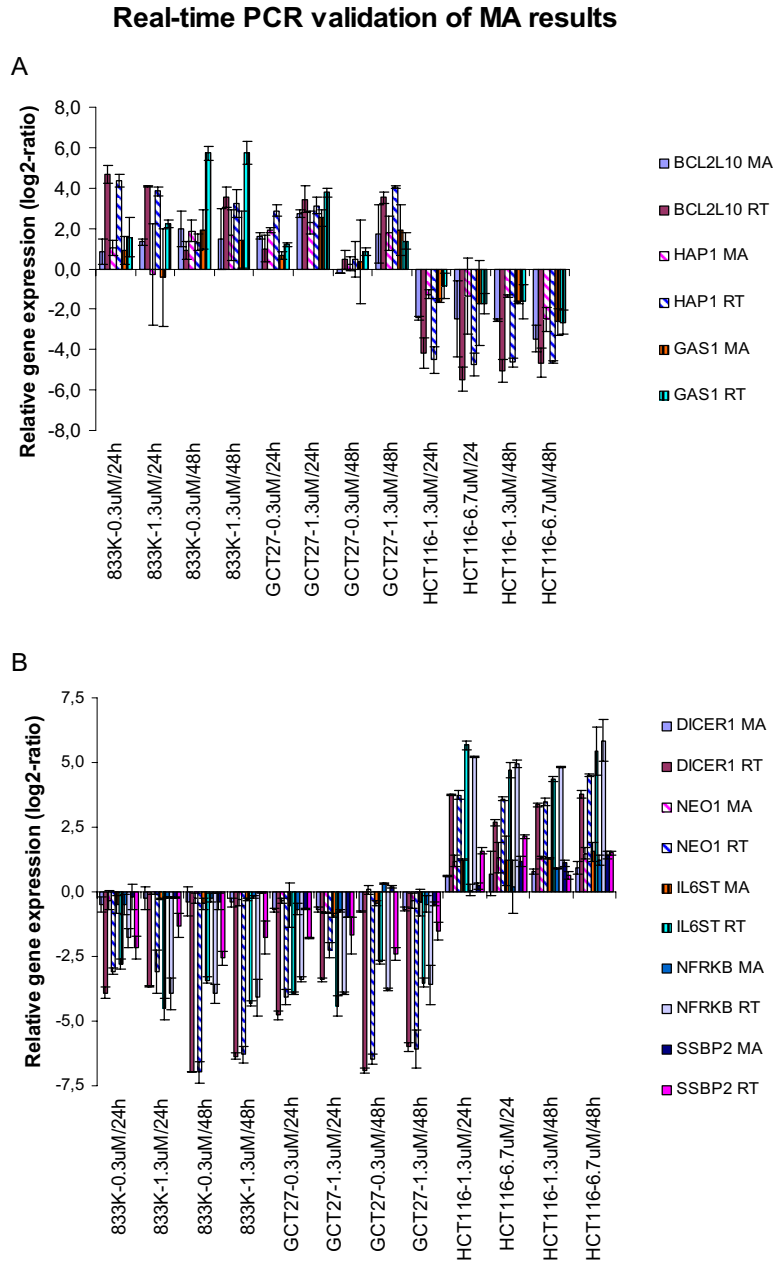 Real-time PCR validation of MA results
A
Relative gene expression (log2-ratio)
8,0
6,0
4,0
2,0
0,0
-2,0
-4,0
-6,0
-8,0
833K-0.3uM/24h
833K-1.3uM/24h
833K-0.3uM/48h
833K-1.3uM/48h
GCT27-0.3uM/24h
GCT27-1.3uM/24h
GCT27-0.3uM/48h
GCT27-1.3uM/48h
HCT116-1.3uM/24h
HCT116-6.7uM/24
HCT116-1.3uM/48h
HCT116-6.7uM/48h
BCL2L10 MA
BCL2L10 RT
HAP1 MA
HAP1 RT
GAS1 MA
GAS1 RT
B
Relative gene expression (log2-ratio)
7,5
5,0
2,5
0,0
-2,5
-5,0
-7,5
833K-0.3uM/24h
833K-1.3uM/24h
833K-0.3uM/48h
833K-1.3uM/48h
GCT27-0.3uM/24h
GCT27-1.3uM/24h
GCT27-0.3uM/48h
GCT27-1.3uM/48h
HCT116-1.3uM/24h
HCT116-6.7uM/24
HCT116-1.3uM/48h
HCT116-6.7uM/48h
DICER1 MA
DICER1 RT
NEO1 MA
NEO1 RT
IL6ST MA
IL6ST RT
NFRKB MA
NFRKB RT
SSBP2 MA
SSBP2 RT